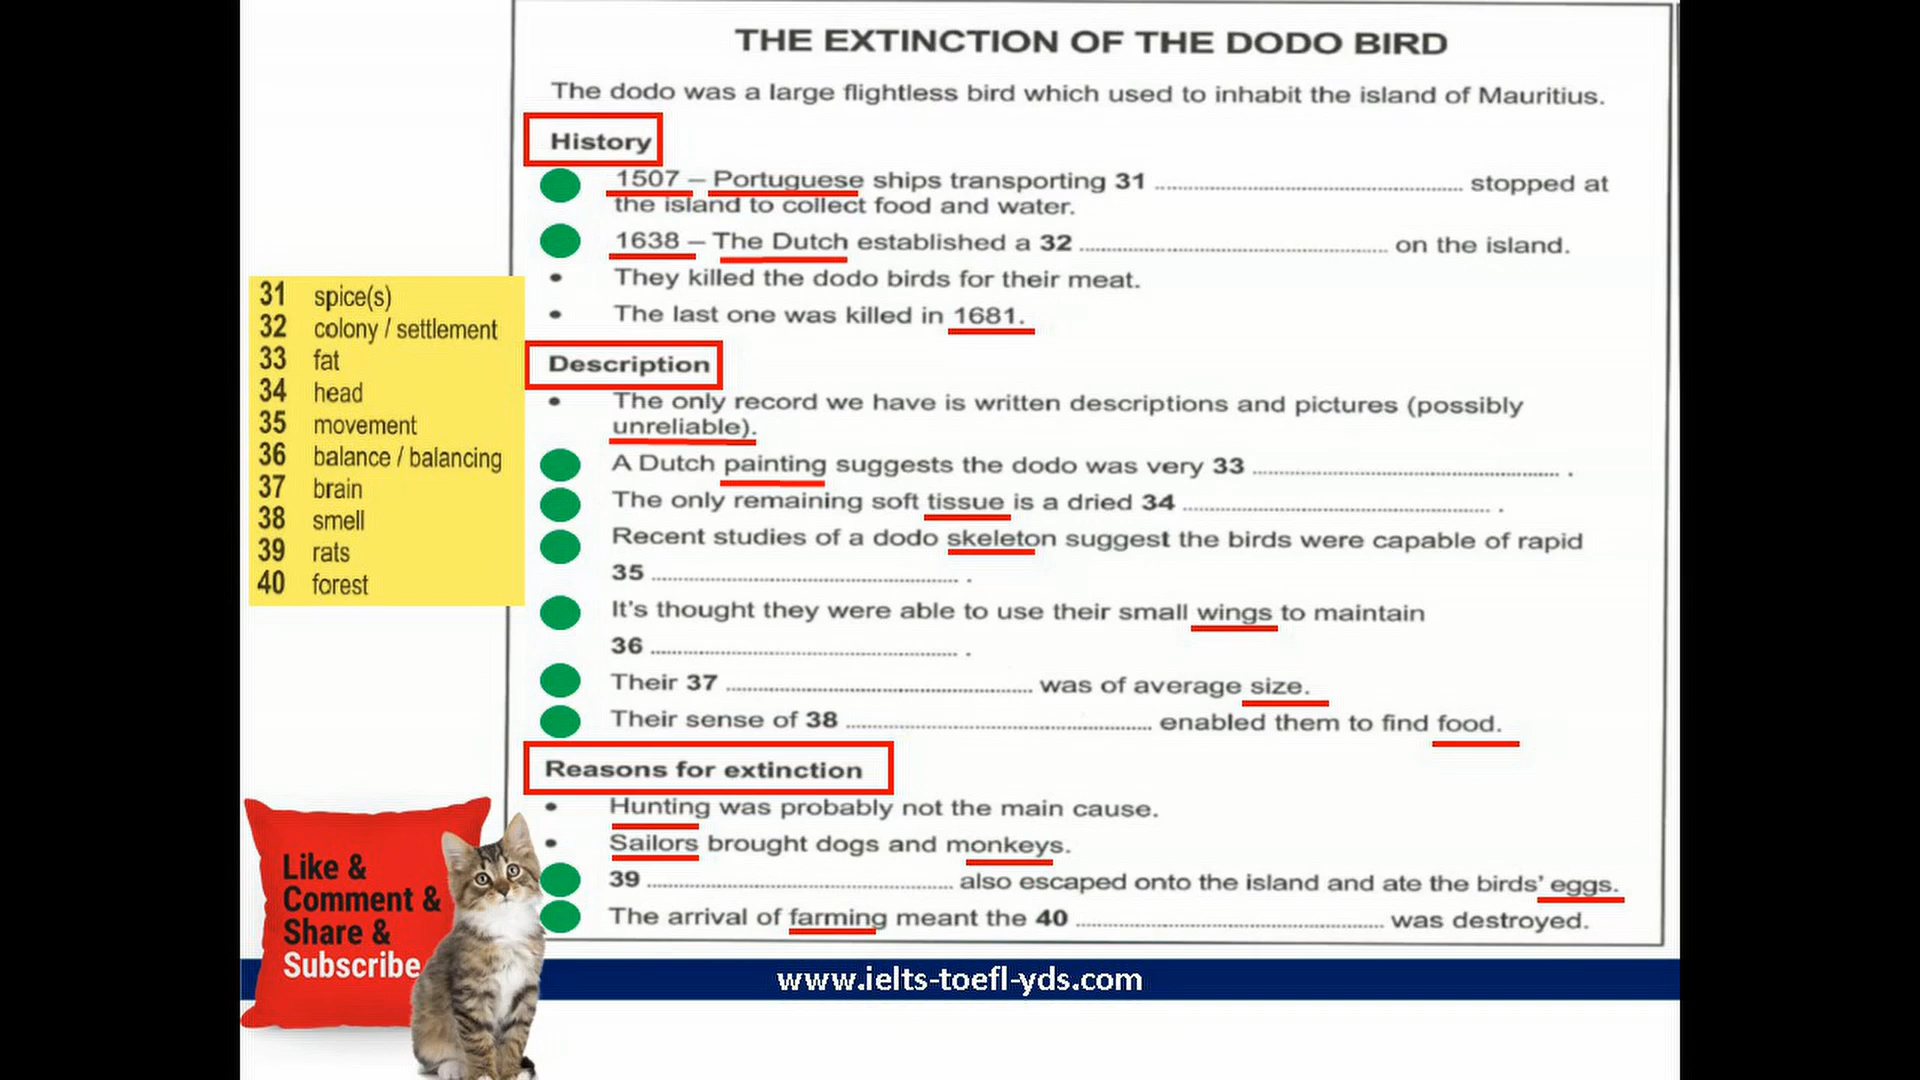 THE EXTINCTION OF THE DODO BIRD
The dodo was a large flightless bird which used to inhabit the island of Mauritius.
History
1507 – Portuguese ships transporting 31 .................... stopped at
the island to collect food and water.
1638 – The Dutch established a 32 .................... on the island.
• They killed the dodo birds for their meat.
• The last one was killed in 1681.
Description
• The only record we have is written descriptions and pictures (possibly
unreliable).
A Dutch painting suggests the dodo was very 33 .................... .
The only remaining soft tissue is a dried 34 .................... .
Recent studies of a dodo skeleton suggest the birds were capable of rapid
35 .................... .
It's thought they were able to use their small wings to maintain
36 .................... .
Their 37 .................... was of average size.
Their sense of 38 .................... enabled them to find food.
Reasons for extinction
• Hunting was probably not the main cause.
• Sailors brought dogs and monkeys.
39 .................... also escaped onto the island and ate the birds' eggs.
The arrival of farming meant the 40 .................... was destroyed.
31 spice(s)
32 colony / settlement
33 fat
34 head
35 movement
36 balance / balancing
37 brain
38 smell
39 rats
40 forest
Like &
Comment &
Share &
Subscribe
www.ielts-toefl-yds.com